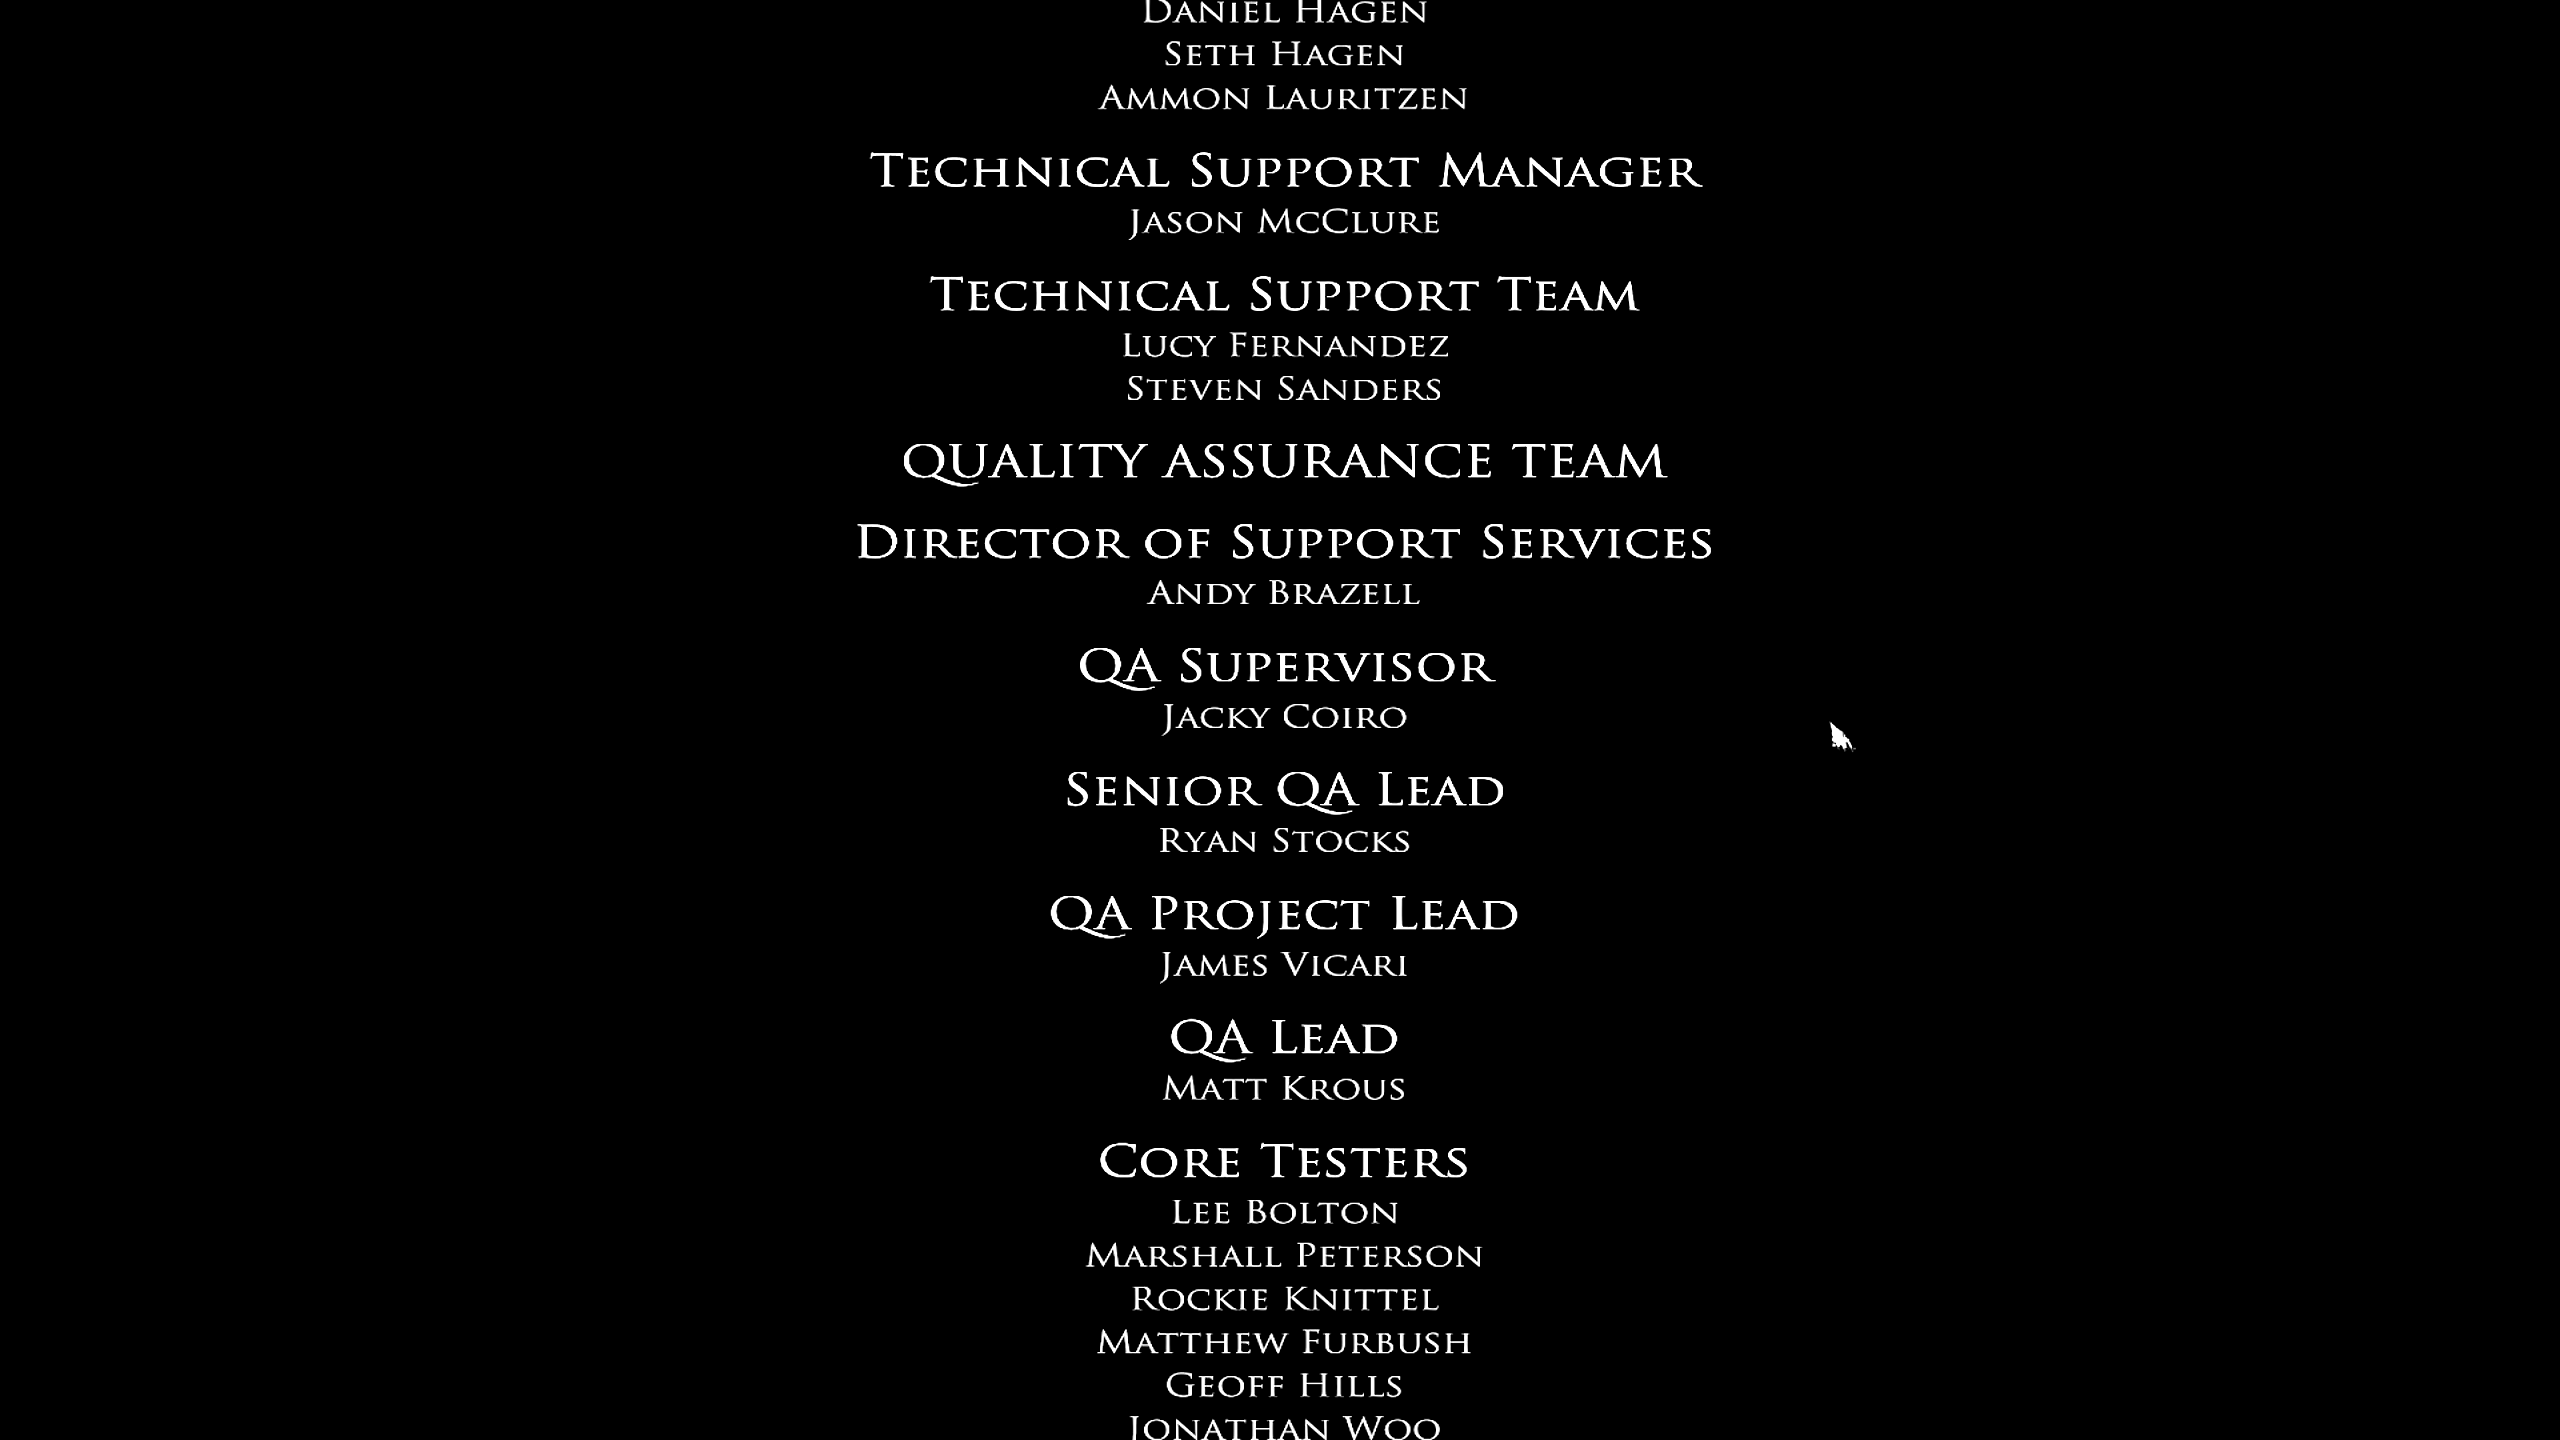 Daniel Hagen
Seth Hagen
Ammon Lauritzen
Technical Support Manager
Jason McClure
Technical Support Team
Lucy Fernandez
Steven Sanders
QUALITY ASSURANCE TEAM
Director of Support Services
Andy Brazell
QA Supervisor
Jacky Coiro
Senior QA Lead
Ryan Stocks
QA Project Lead
James Vicari
QA Lead
Matt Krous
Core Testers
Lee Bolton
Marshall Peterson
Rockie Knittel
Matthew Furbush
Geoff Hills
Jonathan Woo